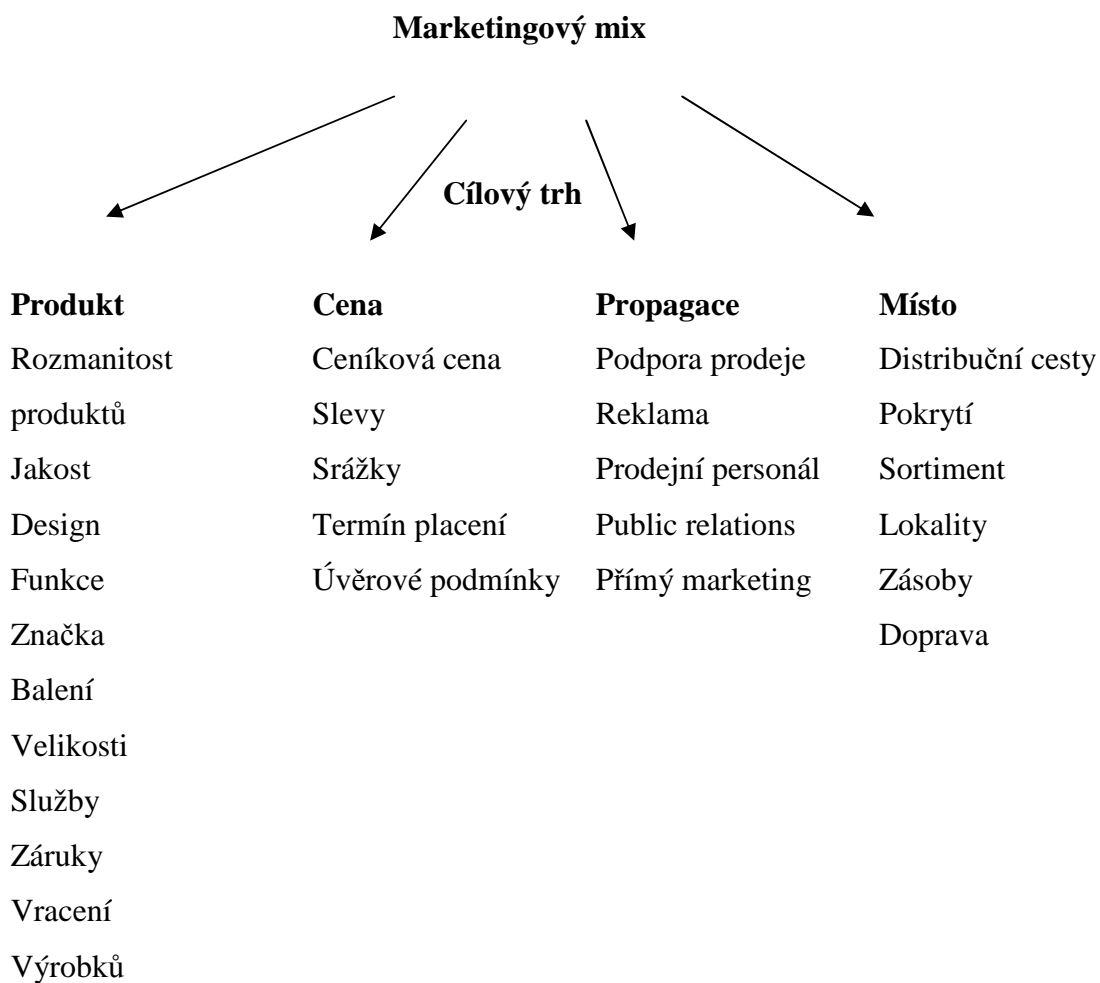 Marketingový mix
Cílový trh
Produkt
Rozmanitost
produktů
Jakost
Design
Funkce
Značka
Balení
Velikosti
Služby
Záruky
Vracení
Výrobků
Cena
Ceníková cena
Slevy
Srážky
Termín placení
Úvěrové podmínky
Propagace
Podpora prodeje
Reklama
Prodejní personál
Public relations
Přímý marketing
Místo
Distribuční cesty
Pokrytí
Sortiment
Lokality
Zásoby
Doprava